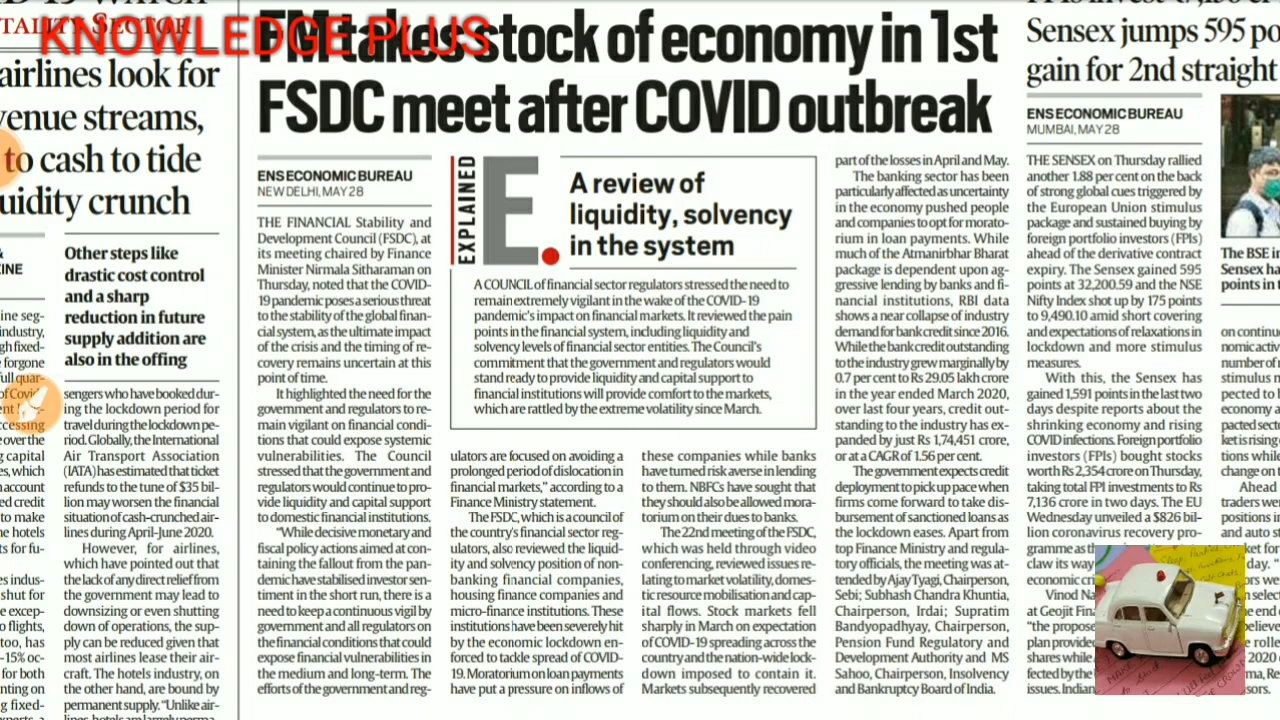 KNOWLEDGE PLUS
TALITY SECTOR
airlines look for
venue streams,
to cash to tide
uidity crunch
Other steps like
drastic cost control
and a sharp
reduction in future
supply addition are
also in the offing
sengers who have booked dur-
ing the lockdown period for
travel during the lockdown pe-
riod. Globally, the International
Air Transport Association
(IATA) has estimated that ticket
refunds to the tune of $35 bil-
lion may worsen the financial
situation of cash-crunched air-
lines during April-June 2020.
However, for airlines,
which have pointed out that
the lack of any direct relief from
the government may lead to
downsizing or even shutting
down of operations, the sup-
ply can be reduced given that
most airlines lease their air-
craft. The hotels industry, on
the other hand, are bound by
permanent supply. "Unlike air-
FM takes stock of economy in 1st
FSDC meet after COVID outbreak
ENS ECONOMIC BUREAU
NEW DELHI, MAY 28
THE FINANCIAL Stability and
Development Council (FSDC), at
its meeting chaired by Finance
Minister Nirmala Sitharaman on
Thursday, noted that the COVID-
19 pandemic poses a serious threat
to the stability of the global finan-
cial system, as the ultimate impact
of the crisis and the timing of re-
covery remains uncertain at this
point of time.
It highlighted the need for the
government and regulators to re-
main vigilant on financial condi-
tions that could expose systemic
vulnerabilities. The Council
stressed that the government and
regulators would continue to pro-
vide liquidity and capital support
to domestic financial institutions.
"While decisive monetary and
fiscal policy actions aimed at con-
taining the fallout from the pan-
demic have stabilised investor sen-
timent in the short run, there is a
need to keep a continuous vigil by
government and all regulators on
the financial conditions that could
expose financial vulnerabilities in
the medium and long-term. The
efforts of the government and reg-
EXPLAINED
E.
A review of
liquidity, solvency
in the system
A COUNCIL of financial sector regulators stressed the need to
remain extremely vigilant in the wake of the COVID-19
pandemic's impact on financial markets. It reviewed the pain
points in the financial system, including liquidity and
solvency levels of financial sector entities. The Council's
commitment that the government and regulators would
stand ready to provide liquidity and capital support to
financial institutions will provide comfort to the markets,
which are rattled by the extreme volatility since March.
ulators are focused on avoiding a
prolonged period of dislocation in
financial markets," according to a
Finance Ministry statement.
The FSDC, which is a council of
the country's financial sector reg-
ulators, also reviewed the liquid-
ity and solvency position of non-
banking financial companies,
housing finance companies and
micro-finance institutions. These
institutions have been severely hit
by the economic lockdown en-
forced to tackle spread of COVID-
19. Moratorium on loan payments
have put a pressure on inflows of
these companies while banks
have turned risk averse in lending
to them. NBFCs have sought that
they should also be allowed mora-
torium on their dues to banks.
The 22nd meeting of the FSDC,
which was held through video
conferencing, reviewed issues re-
lating to market volatility, domes-
tic resource mobilisation and cap-
ital flows. Stock markets fell
sharply in March on expectation
of COVID-19 spreading across the
country and the nation-wide lock-
down imposed to contain it.
Markets subsequently recovered
part of the losses in April and May.
The banking sector has been
particularly affected as uncertainty
in the economy pushed people
and companies to opt for morato-
rium in loan payments. While
much of the Atmanirbhar Bharat
package is dependent upon ag-
gressive lending by banks and fi-
nancial institutions, RBI data
shows a near collapse of industry
demand for bank credit since 2016.
While the bank credit outstanding
to the industry grew marginally by
0.7 per cent to Rs 29.05 lakh crore
in the year ended March 2020,
over last four years, credit out-
standing to the industry has ex-
panded by just Rs 1,74,451 crore,
or at a CAGR of 1.56 per cent.
The government expects credit
deployment to pick up pace when
firms come forward to take dis-
bursement of sanctioned loans as
the lockdown eases. Apart from
top Finance Ministry and regula-
tory officials, the meeting was at-
tended by Ajay Tyagi, Chairperson,
Sebi; Subhash Chandra Khuntia,
Chairperson, Irdai; Supratim
Bandyopadhyay, Chairperson,
Pension Fund Regulatory and
Development Authority and MS
Sahoo, Chairperson, Insolvency
and Bankruptcy Board of India.
Sensex jumps 595 po
gain for 2nd straight
ENS ECONOMIC BUREAU
MUMBAI, MAY 28
THE SENSEX on Thursday rallied
another 1.88 per cent on the back
of strong global cues triggered by
the European Union stimulus
package and sustained buying by
foreign portfolio investors (FPIs)
ahead of the derivative contract
expiry. The Sensex gained 595
points at 32,200.59 and the NSE
Nifty Index shot up by 175 points
to 9,490.10 amid short covering
and expectations of relaxations in
lockdown and more stimulus
measures.
With this, the Sensex has
gained 1,591 points in the last two
days despite reports about the
shrinking economy and rising
COVID infections. Foreign portfolio
investors (FPIs) bought stocks
worth Rs 2,354 crore on Thursday,
taking total FPI investments to Rs
7,136 crore in two days. The EU
Wednesday unveiled a $826 bil-
lion coronavirus recovery pro-
gramme as
claw its way
economic
Vinod Na
at Geojit Fina
"the propose
plan provide
shares while
fected by the
issues. Indian
The BSE in
Sensex ha
points in t